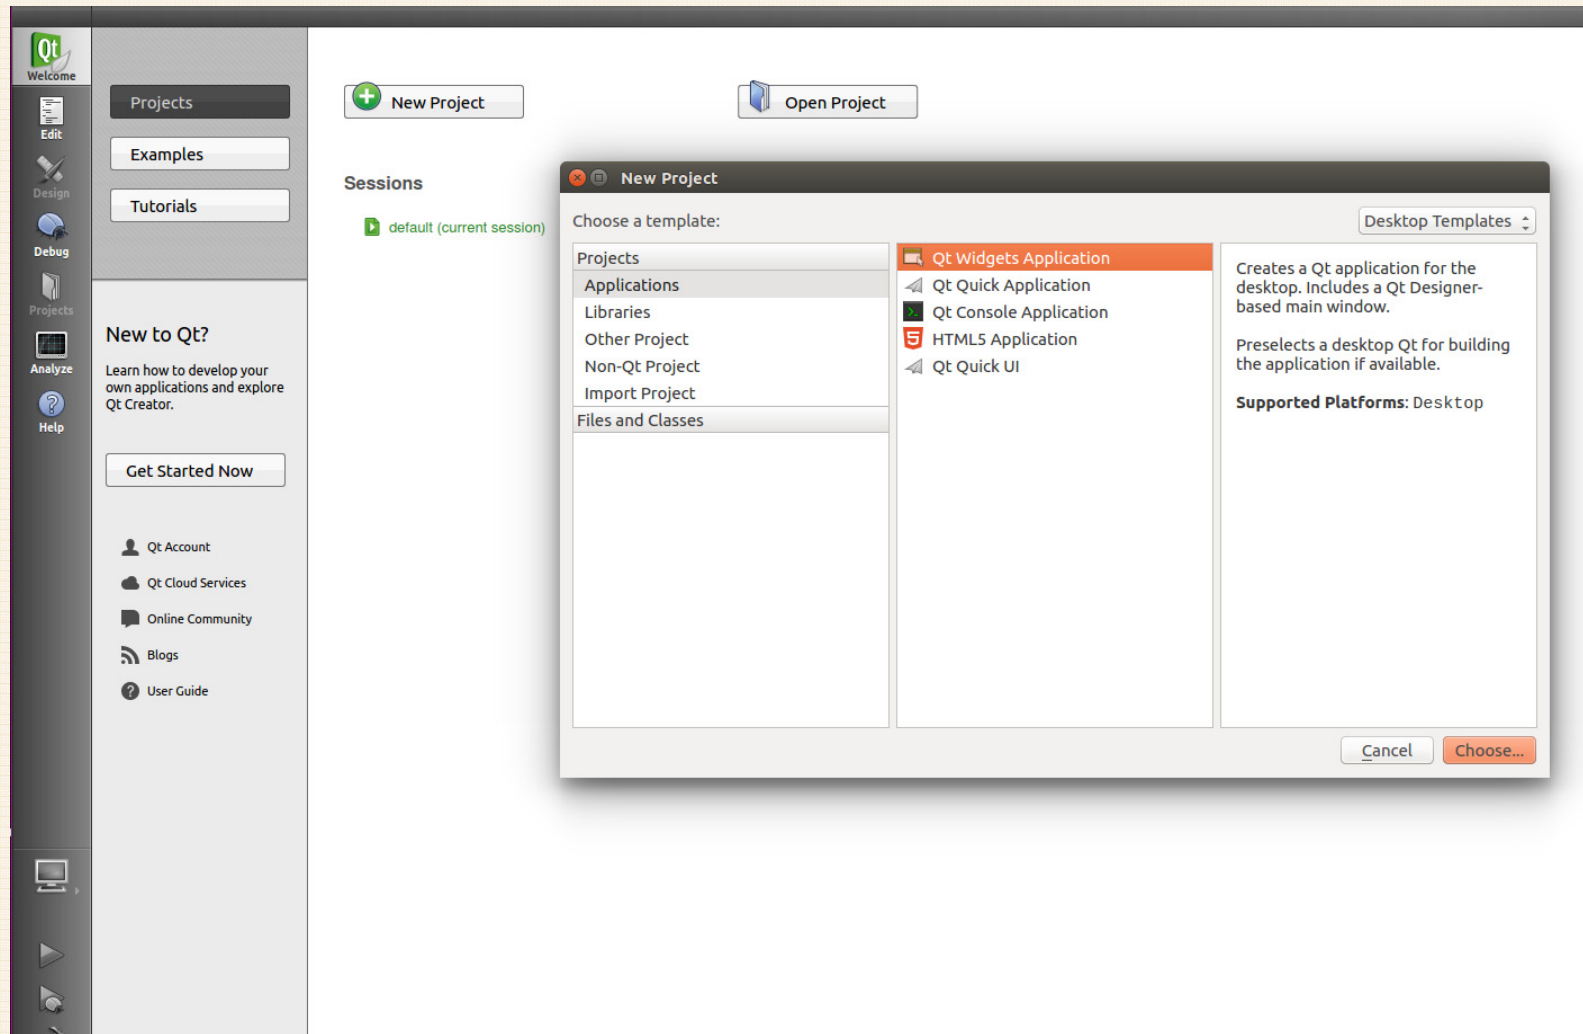 Qt
Welcome
Edit
Design
Debug
Projects
Analyze
Help
Projects
Examples
Tutorials
New to Qt?
Learn how to develop your
own applications and explore
Qt Creator.
Get Started Now
Qt Account
Qt Cloud Services
Online Community
Blogs
User Guide
New Project
Open Project
Sessions
default (current session)
New Project
Choose a template:
Desktop Templates
Projects
Applications
Libraries
Other Project
Non-Qt Project
Import Project
Files and Classes
Qt Widgets Application
Qt Quick Application
Qt Console Application
HTML5 Application
Qt Quick UI
Creates a Qt application for the
desktop. Includes a Qt Designer-
based main window.
Preselects a desktop Qt for building
the application if available.
Supported Platforms: Desktop
Cancel
Choose...